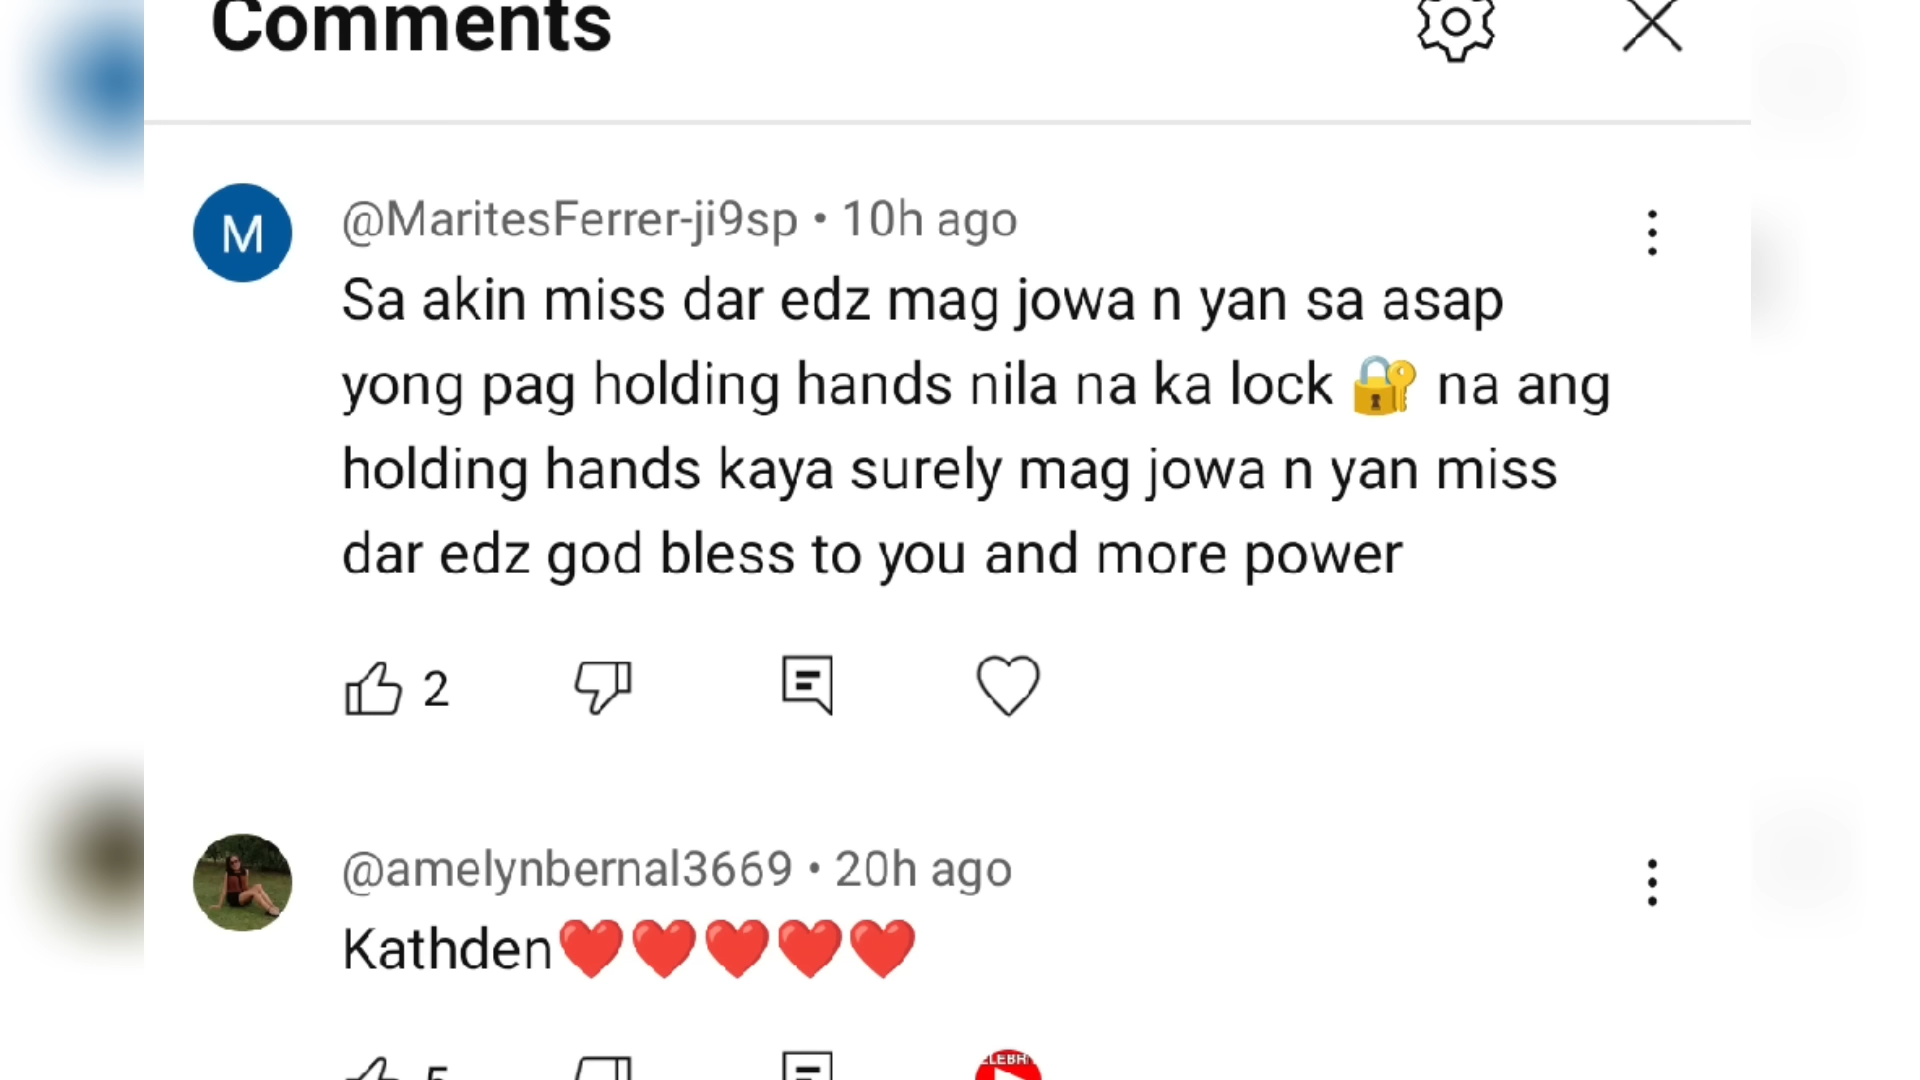 Comments
M
@MaritesFerrer-ji9sp • 10h ago
Sa akin miss dar edz mag jowa n yan sa asap
yong pag holding hands nila na ka lock 🔐 na ang
holding hands kaya surely mag jowa n yan miss
dar edz god bless to you and more power
2
@amelynbernal3669 • 20h ago
Kathden❤️❤️❤️❤️❤️
5